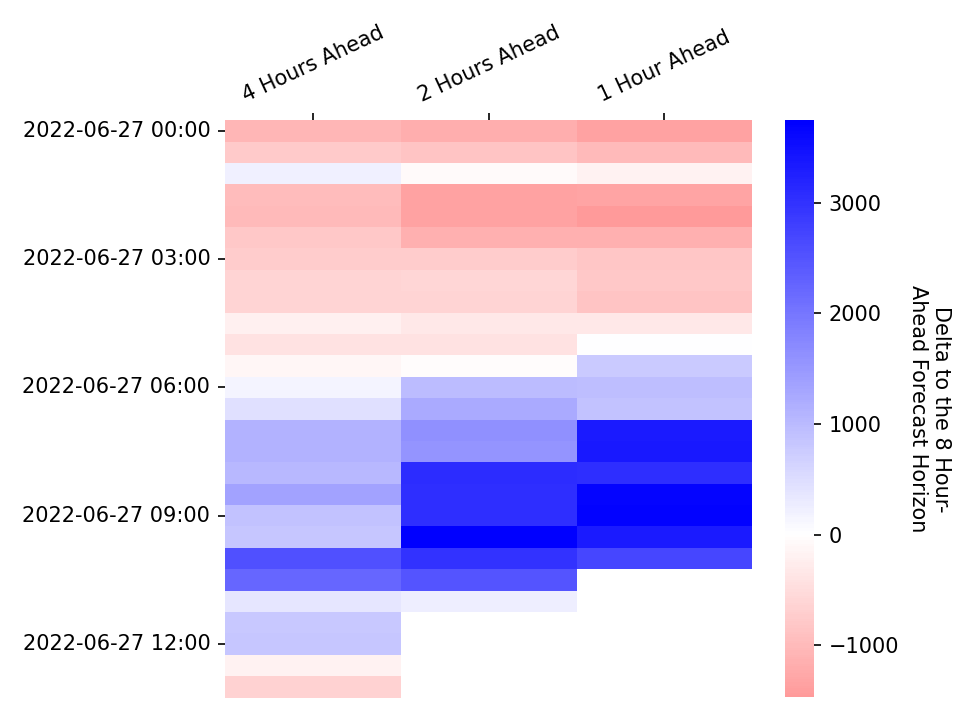 4 Hours Ahead
2 Hours Ahead
1 Hour Ahead
2022-06-27 00:00
2022-06-27 03:00
2022-06-27 06:00
2022-06-27 09:00
2022-06-27 12:00
3000
2000
1000
0
−1000
Delta to the 8 Hour-
Ahead Forecast Horizon